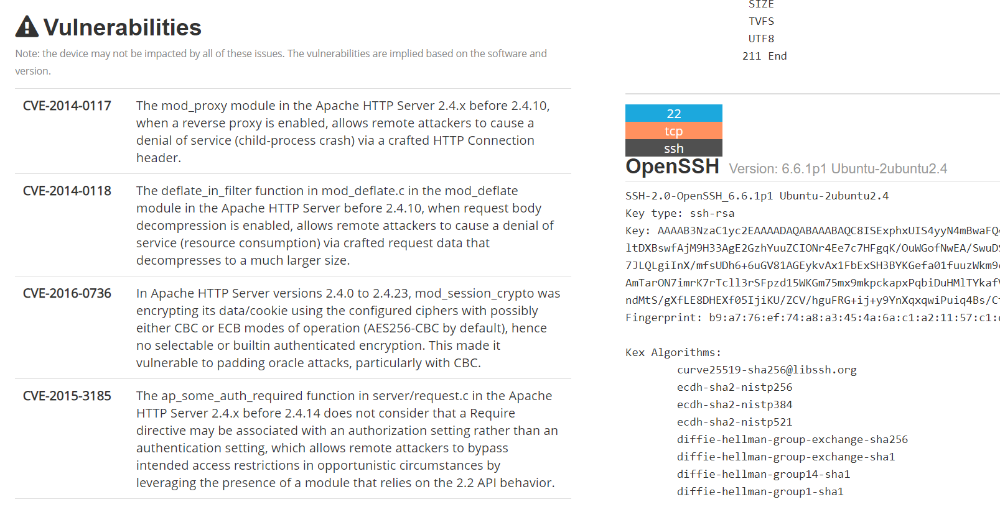 Vulnerabilities
Note: the device may not be impacted by all of these issues. The vulnerabilities are implied based on the software and
version.
CVE-2014-0117
The mod_proxy module in the Apache HTTP Server 2.4.x before 2.4.10,
when a reverse proxy is enabled, allows remote attackers to cause a
denial of service (child-process crash) via a crafted HTTP Connection
header.
CVE-2014-0118
The deflate_in_filter function in mod_deflate.c in the mod_deflate
module in the Apache HTTP Server before 2.4.10, when request body
decompression is enabled, allows remote attackers to cause a denial of
service (resource consumption) via crafted request data that
decompresses to a much larger size.
CVE-2016-0736
In Apache HTTP Server versions 2.4.0 to 2.4.23, mod_session_crypto was
encrypting its data/cookie using the configured ciphers with possibly
either CBC or ECB modes of operation (AES256-CBC by default), hence
no selectable or builtin authenticated encryption. This made it
vulnerable to padding oracle attacks, particularly with CBC.
CVE-2015-3185
The ap_some_auth_required function in server/request.c in the Apache
HTTP Server 2.4.x before 2.4.14 does not consider that a Require
directive may be associated with an authorization setting rather than an
authentication setting, which allows remote attackers to bypass
intended access restrictions in opportunistic circumstances by
leveraging the presence of a module that relies on the 2.2 API behavior.
SIZE
TVFS
UTF8
211 End
22
tcp
ssh
OpenSSH Version: 6.6.1p1 Ubuntu-2ubuntu2.4
SSH-2.0-OpenSSH_6.6.1p1 Ubuntu-2ubuntu2.4
Key type: ssh-rsa
Key: AAAAB3NzaC1yc2EAAAADAQABAAABAQC8ISExphxUIS4yyN4mBwaFQ
ltDXBswfAjM9H33AgE2GzhYuuZCIONr4Ee7c7HFgqK/OuWGofNwEA/SwuD
7JLQLgiInX/mfsUDh6+6uGV81AGEykvAx1FbExSH3BYKGefa01fuuzWkm9
AmTarON7imrK7rTcll3rSFpzd15WKGm75mx9mkpckapxPqbiDuHMlTYkaf
ndMtS/gXfLE8DHEXf05IjiKU/ZCV/hguFRG+ij+y9YnXqxqwiPuiq4Bs/C
Fingerprint: b9:a7:76:ef:74:a8:a3:45:4a:6a:c1:a2:11:57:c1:
Kex Algorithms:
curve25519-sha256@libssh.org
ecdh-sha2-nistp256
ecdh-sha2-nistp384
ecdh-sha2-nistp521
diffie-hellman-group-exchange-sha256
diffie-hellman-group-exchange-sha1
diffie-hellman-group14-sha1
diffie-hellman-group1-sha1